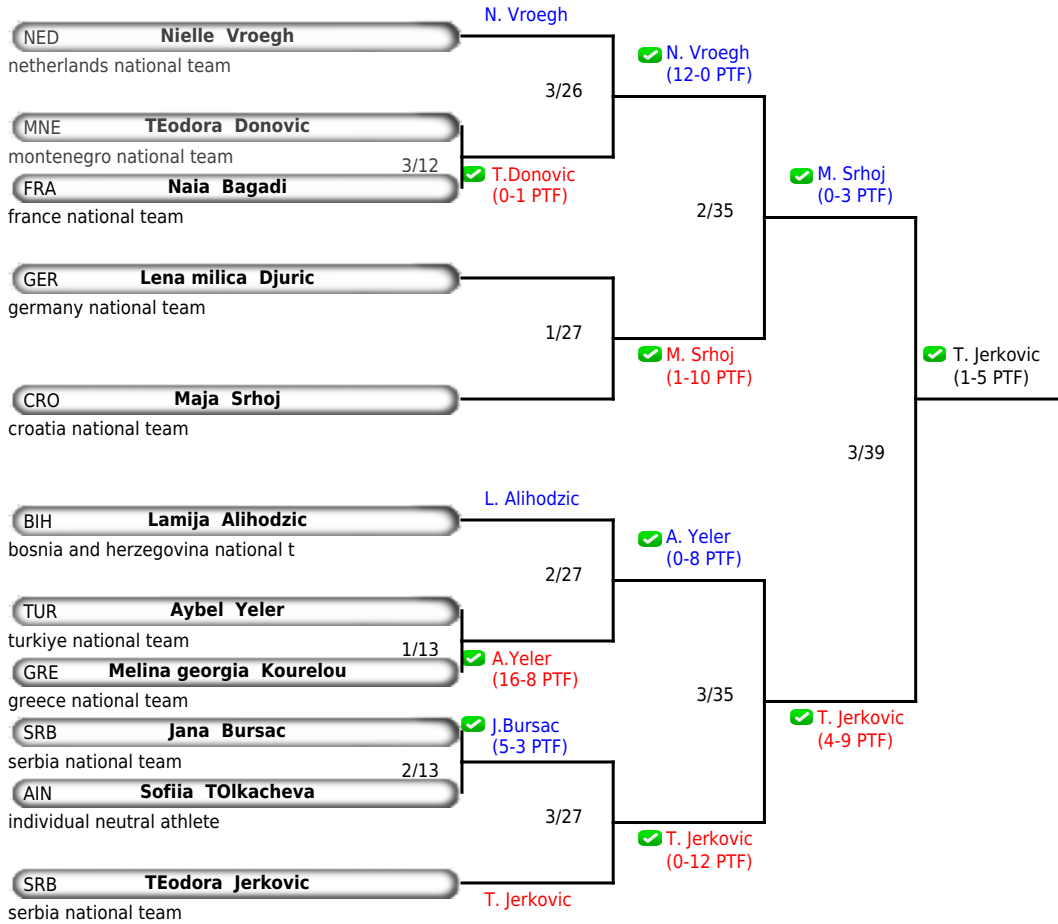 N. Vroegh
NED Nielle Vroegh
netherlands national team
N. Vroegh
(12-0 PTF)
3/26
MNE TEodora Donovic
montenegro national team
3/12
T.Donovic
(0-1 PTF)
FRA Naia Bagadi
france national team
M. Srhoj
(0-3 PTF)
2/35
GER Lena milica Djuric
germany national team
1/27
M. Srhoj
(1-10 PTF)
T. Jerkovic
(1-5 PTF)
CRO Maja Srhoj
croatia national team
3/39
L. Alihodzic
BIH Lamija Alihodzic
bosnia and herzegovina national t
A. Yeler
(0-8 PTF)
2/27
TUR Aybel Yeler
turkiye national team
1/13
A.Yeler
(16-8 PTF)
GRE Melina georgia Kourelou
greece national team
3/35
SRB Jana Bursac
serbia national team
J.Bursac
(5-3 PTF)
T. Jerkovic
(4-9 PTF)
2/13
AIN Sofiia TOlkacheva
individual neutral athlete
3/27
T. Jerkovic
(0-12 PTF)
SRB TEodora Jerkovic
serbia national team
T. Jerkovic